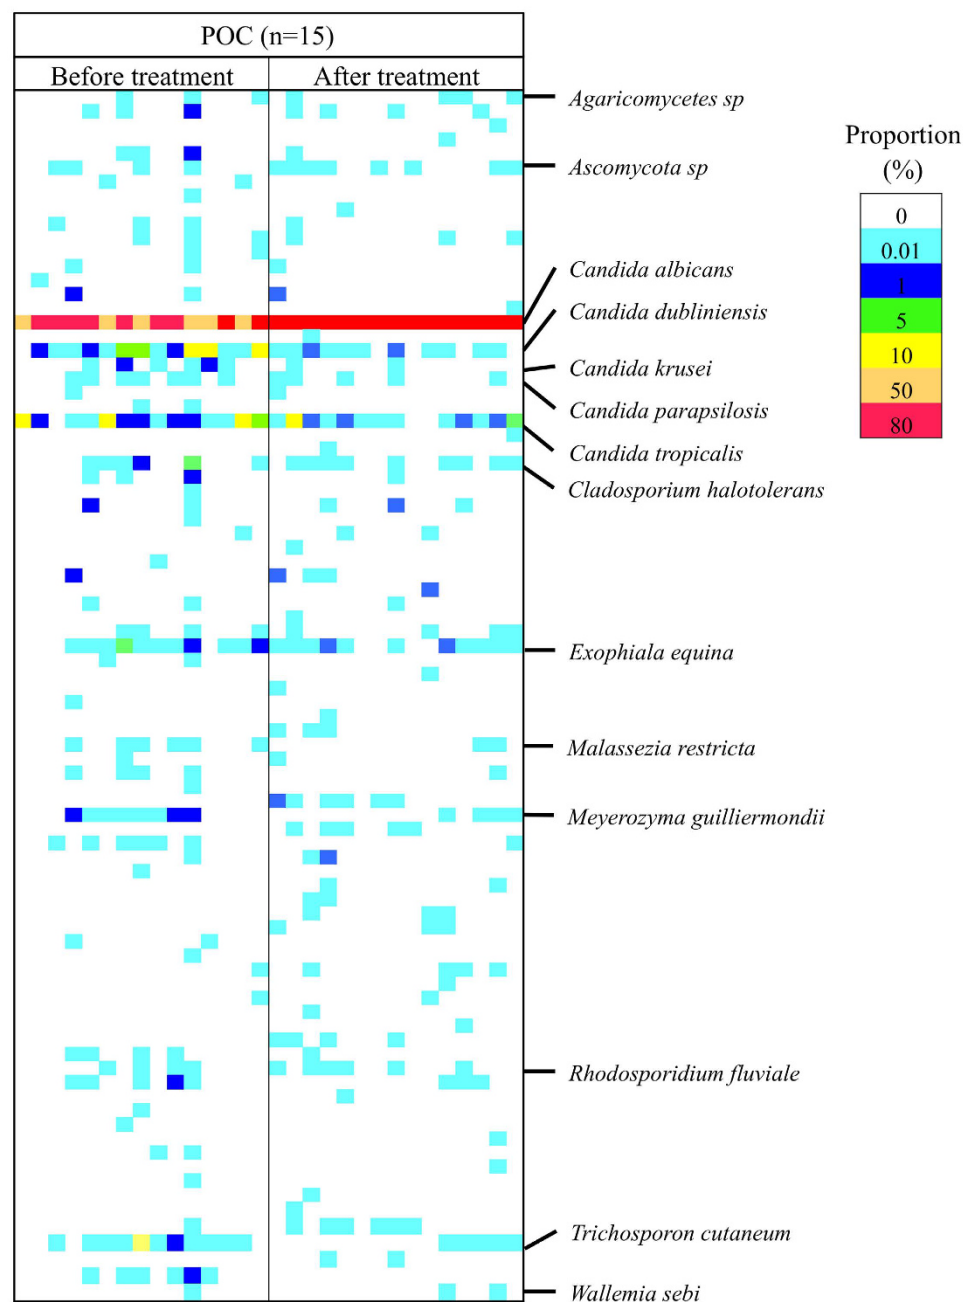 POC (n=15)
Before treatment
After treatment
Agaricomycetes sp
Ascomycota sp
Candida albicans
Candida dubliniensis
Candida krusei
Candida parapsilosis
Candida tropicalis
Cladosporium halotolerans
Exophiala equina
Malassezia restricta
Meyerozyma guilliermondii
Rhodosporidium fluviale
Trichosporon cutaneum
Wallemia sebi
Proportion
(%)
0
0.01
1
5
10
50
80